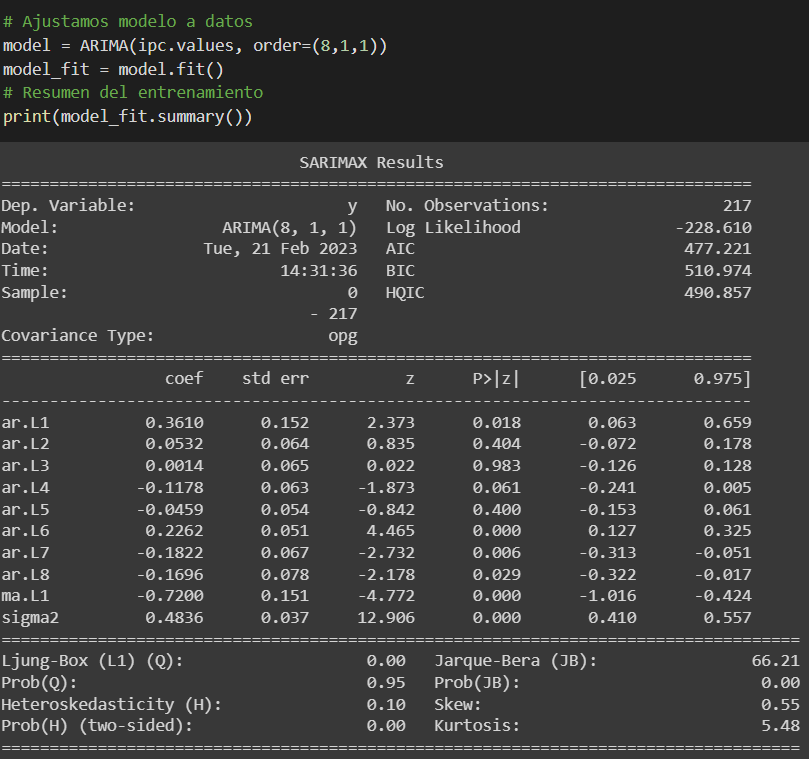 # Ajustamos modelo a datos
model = ARIMA(ipc.values, order=(8,1,1))
model_fit = model.fit()
# Resumen del entrenamiento
print(model_fit.summary())
SARIMAX Results
==============================================================================
Dep. Variable:                      y   No. Observations:                  217
Model:                 ARIMA(8, 1, 1)   Log Likelihood                -228.610
Date:                Tue, 21 Feb 2023   AIC                            477.221
Time:                        14:31:36   BIC                            510.974
Sample:                             0   HQIC                           490.857
                                - 217
Covariance Type:                  opg
==============================================================================
                 coef    std err          z      P>|z|      [0.025      0.975]
------------------------------------------------------------------------------
ar.L1          0.3610      0.152      2.373      0.018       0.063       0.659
ar.L2          0.0532      0.064      0.835      0.404      -0.072       0.178
ar.L3          0.0014      0.065      0.022      0.983      -0.126       0.128
ar.L4         -0.1178      0.063     -1.873      0.061      -0.241       0.005
ar.L5         -0.0459      0.054     -0.842      0.400      -0.153       0.061
ar.L6          0.2262      0.051      4.465      0.000       0.127       0.325
ar.L7         -0.1822      0.067     -2.732      0.006      -0.313      -0.051
ar.L8         -0.1696      0.078     -2.178      0.029      -0.322      -0.017
ma.L1         -0.7200      0.151     -4.772      0.000      -1.016      -0.424
sigma2         0.4836      0.037     12.906      0.000       0.410       0.557
===================================================================================
Ljung-Box (L1) (Q):                   0.00   Jarque-Bera (JB):                66.21
Prob(Q):                              0.95   Prob(JB):                         0.00
Heteroskedasticity (H):               0.10   Skew:                             0.55
Prob(H) (two-sided):                  0.00   Kurtosis:                         5.48
===================================================================================